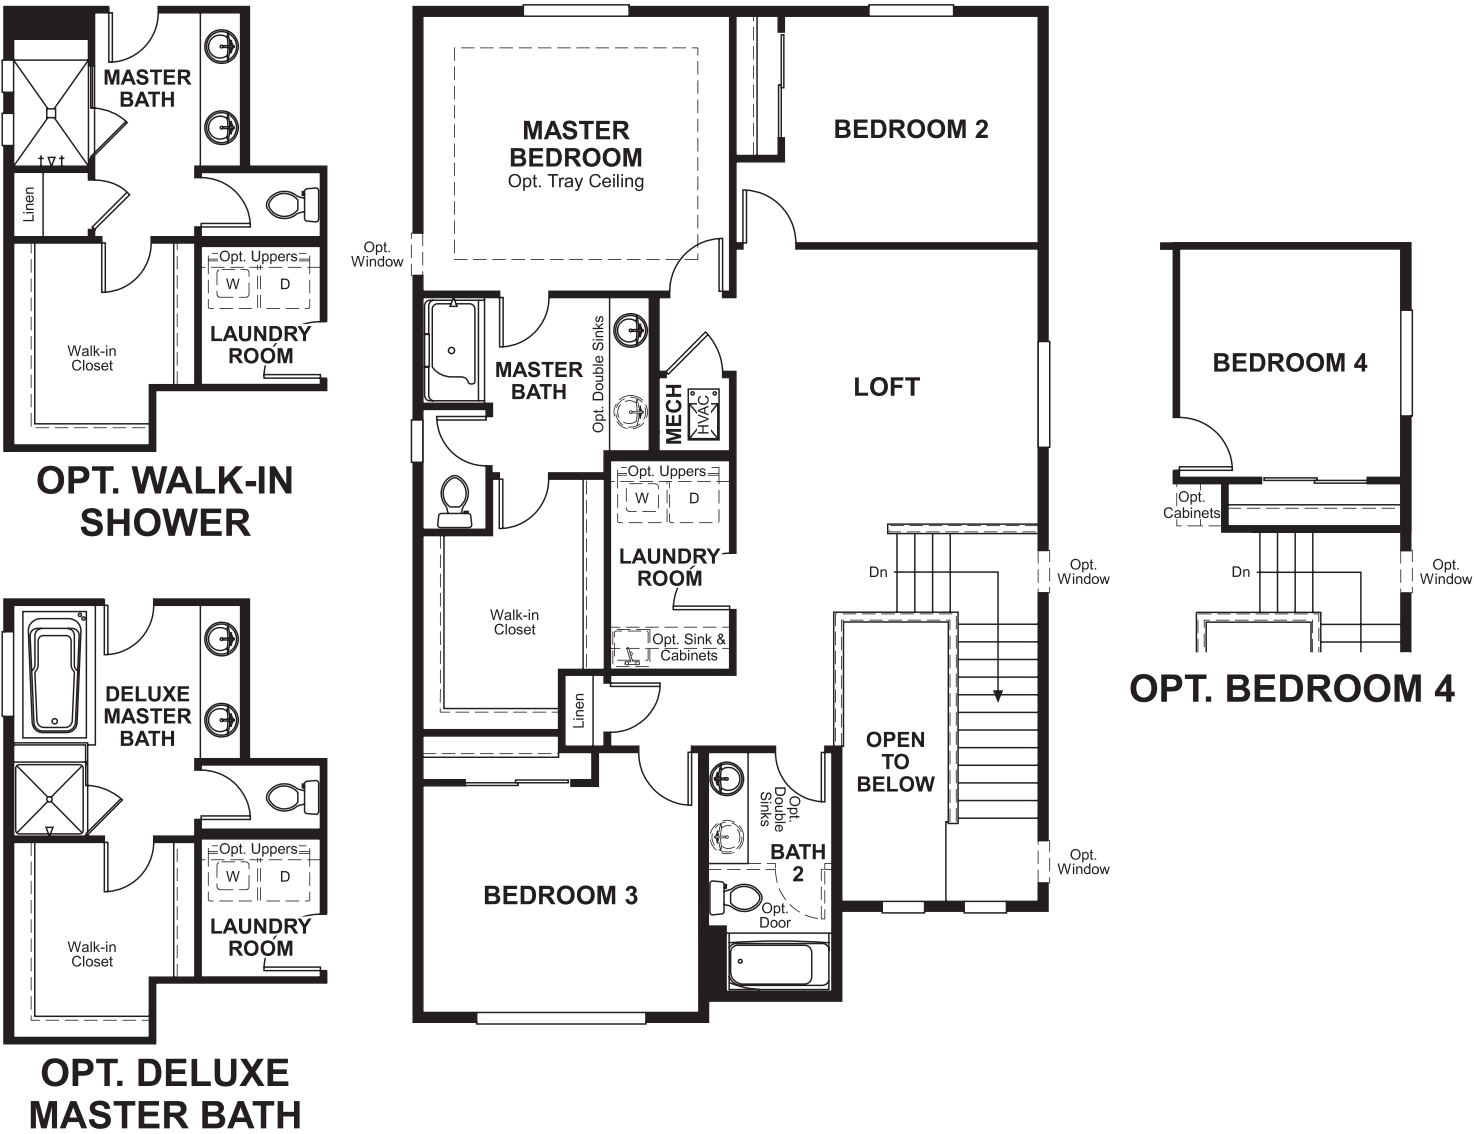 MASTER
BATH
Linen
Opt. Uppers
W
D
LAUNDRY
ROOM
Walk-in
Closet
OPT. WALK-IN
SHOWER
DELUXE
MASTER
BATH
Opt. Uppers
W
D
LAUNDRY
ROOM
Walk-in
Closet
OPT. DELUXE
MASTER BATH
MASTER
BEDROOM
Opt. Tray Ceiling
BEDROOM 2
Opt.
Window
MASTER
BATH
Opt. Double Sinks
MECH
HVAC
LOFT
Opt. Uppers
W
D
LAUNDRY
ROOM
Opt. Sink &
Cabinets
Walk-in
Closet
Linen
Dn
Opt.
Window
OPEN
TO
BELOW
Opt.
Double
Sinks
BATH
2
Opt.
Door
BEDROOM 3
Opt.
Window
BEDROOM 4
Opt.
Cabinets
Dn
Opt.
Window
OPT. BEDROOM 4